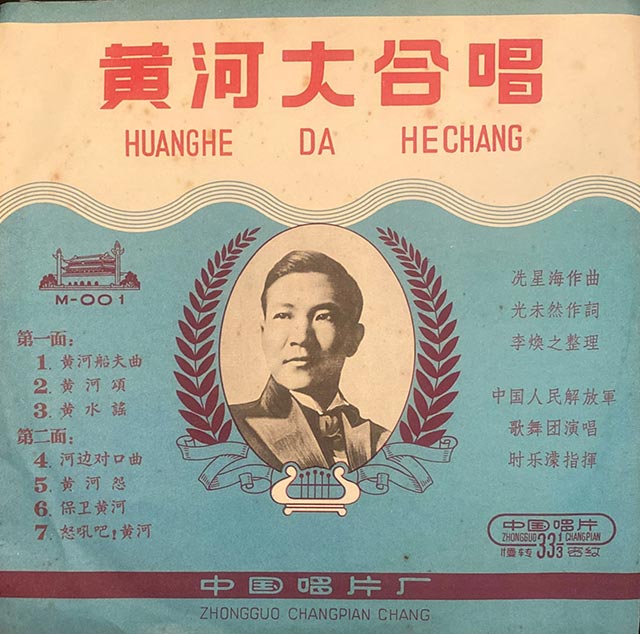 黄河大合唱
HUANGHE DA HECHANG
M-001
第一面:
1. 黄河船夫曲
2. 黄河頌
3. 黄水謠
第二面:
4. 河边对口曲
5. 黄河怨
6. 保卫黄河
7. 怒吼吧!黄河
冼星海作曲
光未然作詞
李煥之整理
中国人民解放軍
歌舞团演唱
时乐濛指揮
中国唱片
ZHONGGUO CHANGPIAN
33⅓
密纹
中国唱片厂
ZHONGGUO CHANGPIAN CHANG